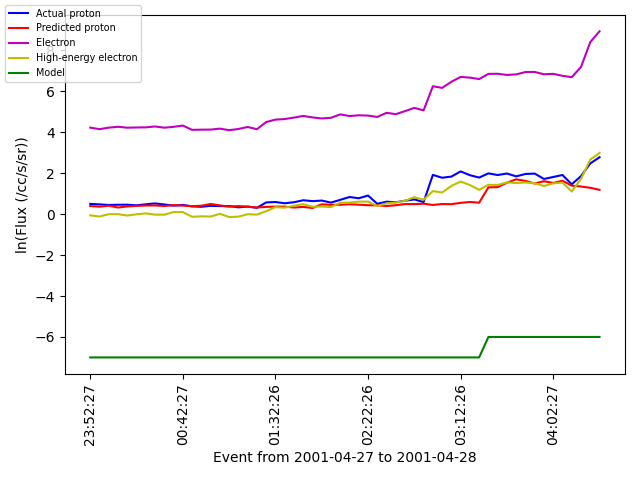 Actual proton
Predicted proton
Electron
High-energy electron
Model
8
6
4
2
0
−2
−4
−6
ln(Flux (/cc/s/sr))
23:52:27
00:42:27
01:32:26
02:22:26
03:12:26
04:02:27
Event from 2001-04-27 to 2001-04-28